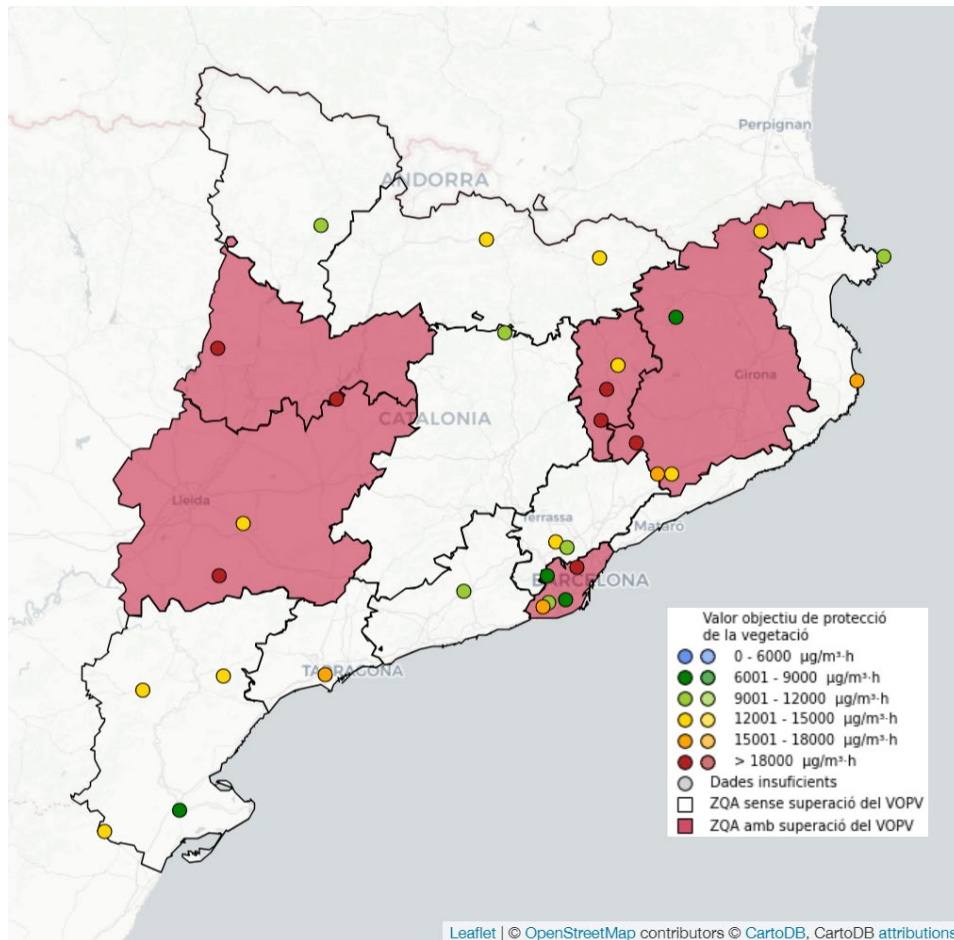 Perpignan
ANDORRA
Girona
CATALONIA
Lleida
Terrassa
Mataró
BARCELONA
TARRAGONA
Valor objectiu de protecció
de la vegetació
0 - 6000 µg/m³·h
6001 - 9000 µg/m³·h
9001 - 12000 µg/m³·h
12001 - 15000 µg/m³·h
15001 - 18000 µg/m³·h
> 18000 µg/m³·h
Dades insuficients
ZQA sense superació del VOPV
ZQA amb superació del VOPV
Leaflet | © OpenStreetMap contributors © CartoDB, CartoDB attributions